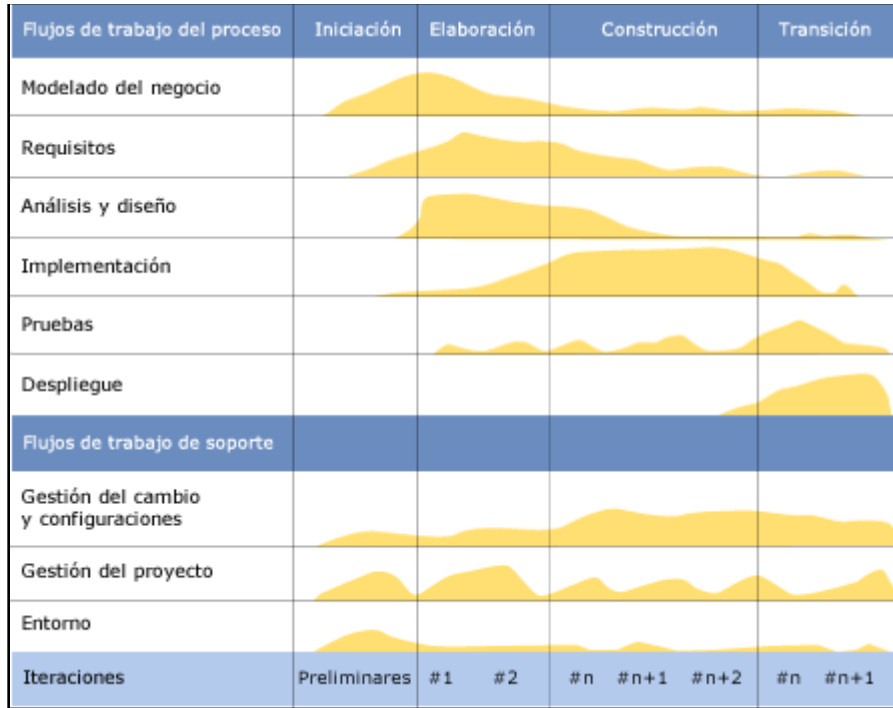 Flujos de trabajo del proceso Iniciación Elaboración Construcción Transición
Modelado del negocio
Requisitos
Análisis y diseño
Implementación
Pruebas
Despliegue
Flujos de trabajo de soporte
Gestión del cambio
y configuraciones
Gestión del proyecto
Entorno
Iteraciones Preliminares #1 #2 #n #n+1 #n+2 #n #n+1